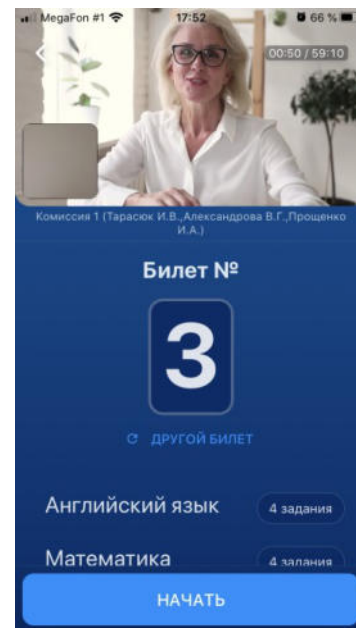 MegaFon #1 17:52 66 %
00:50 / 59:10
Комиссия 1 (Тарасюк И.В.,Александрова В.Г.,Прощенко
И.А.)
Билет №
3
ДРУГОЙ БИЛЕТ
Английский язык 4 задания
Математика 4 задания
НАЧАТЬ